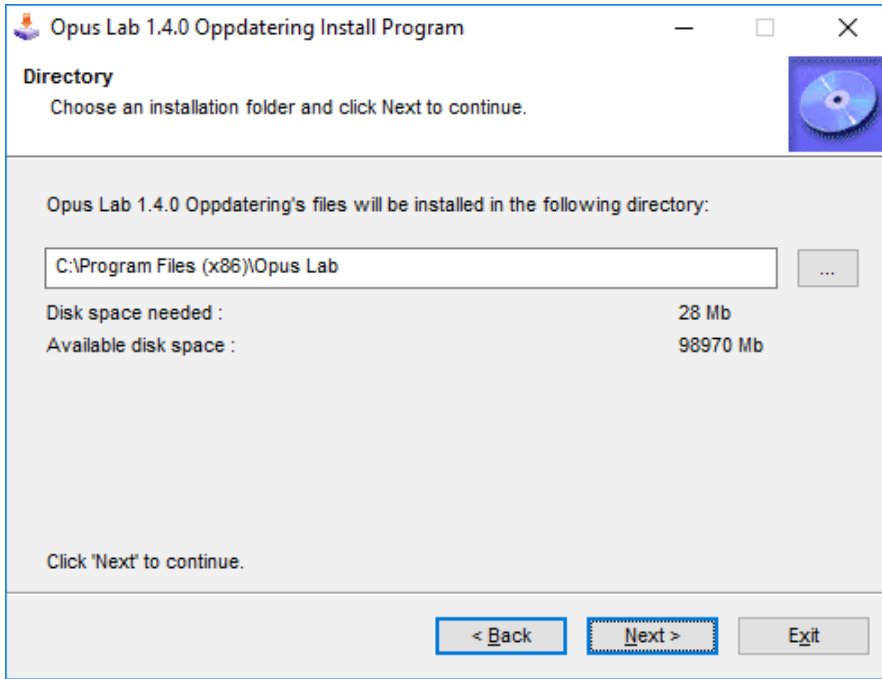 Opus Lab 1.4.0 Oppdatering Install Program
Directory
Choose an installation folder and click Next to continue.
Opus Lab 1.4.0 Oppdatering's files will be installed in the following directory:
C:\Program Files (x86)\Opus Lab
...
Disk space needed : 28 Mb
Available disk space : 98970 Mb
Click 'Next' to continue.
< Back Next > Exit